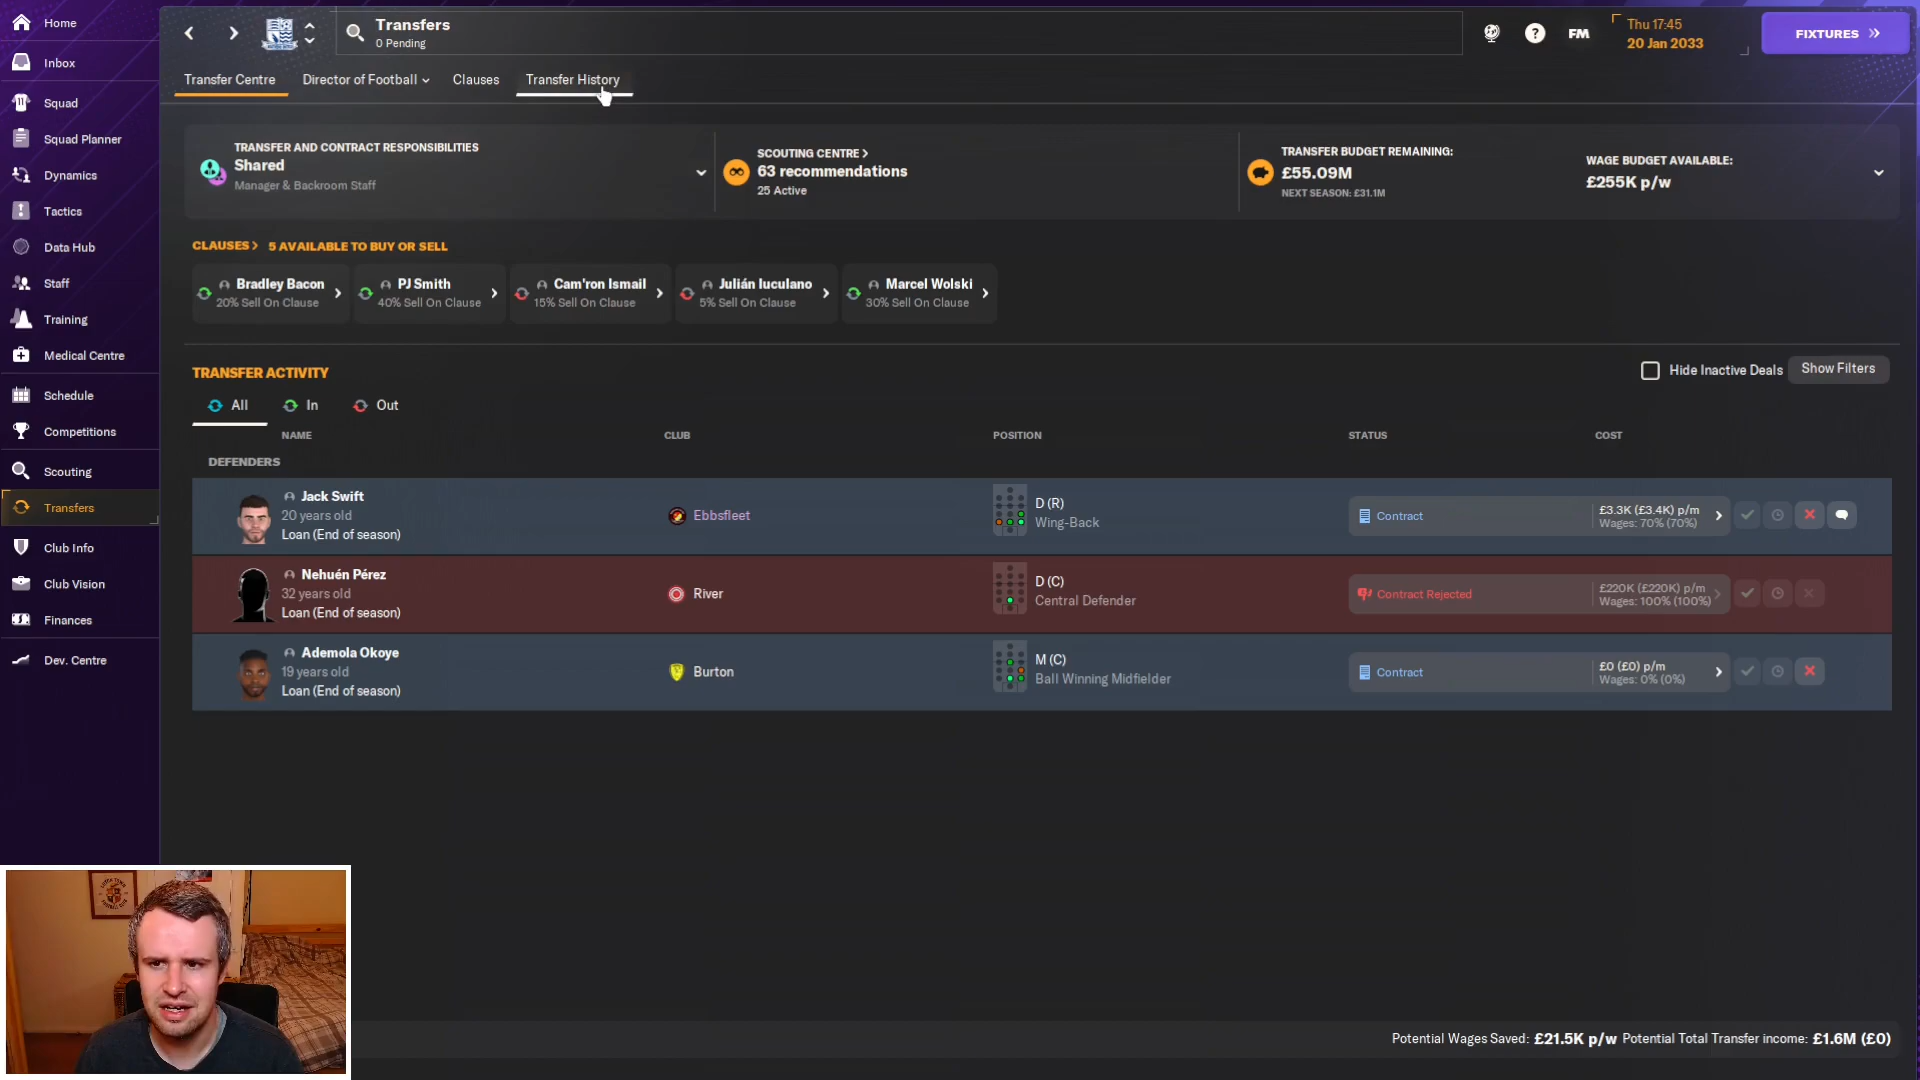 Home
Inbox
Squad
Squad Planner
Dynamics
Tactics
Data Hub
Staff
Training
Medical Centre
Schedule
Competitions
Scouting
Transfers
Club Info
Club Vision
Finances
Dev. Centre
Transfers
0 Pending
?
FM
Thu 17:45
20 Jan 2033
FIXTURES
Transfer Centre
Director of Football
Clauses
Transfer History
TRANSFER AND CONTRACT RESPONSIBILITIES
Shared
Manager & Backroom Staff
SCOUTING CENTRE >
63 recommendations
25 Active
TRANSFER BUDGET REMAINING:
£55.09M
NEXT SEASON: £31.1M
WAGE BUDGET AVAILABLE:
£255K p/w
CLAUSES > 5 AVAILABLE TO BUY OR SELL
Bradley Bacon
20% Sell On Clause
PJ Smith
40% Sell On Clause
Cam'ron Ismail
15% Sell On Clause
Julián Iuculano
5% Sell On Clause
Marcel Wolski
30% Sell On Clause
TRANSFER ACTIVITY
Hide Inactive Deals
Show Filters
All
In
Out
NAME CLUB POSITION STATUS COST
DEFENDERS
Jack Swift
20 years old
Loan (End of season)
Ebbsfleet
D (R)
Wing-Back
Contract
£3.3K (£3.4K) p/m
Wages: 70% (70%)
Nehuén Pérez
32 years old
Loan (End of season)
River
D (C)
Central Defender
Contract Rejected
£220K (£220K) p/m
Wages: 100% (100%)
Ademola Okoye
19 years old
Loan (End of season)
Burton
M (C)
Ball Winning Midfielder
Contract
£0 (£0) p/m
Wages: 0% (0%)
Potential Wages Saved: £21.5K p/w Potential Total Transfer income: £1.6M (£0)